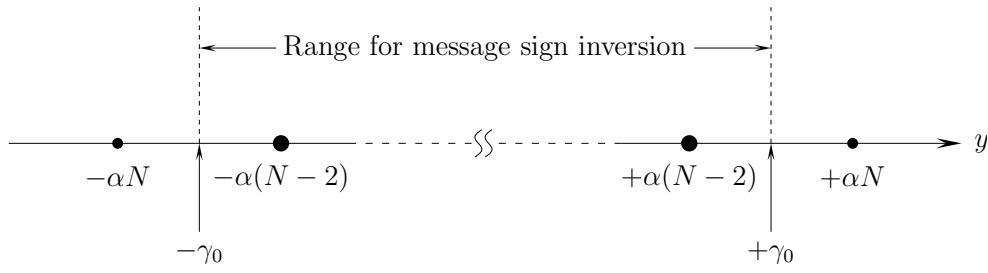 Range for message sign inversion
y
−αN
−α(N − 2)
+α(N − 2)
+αN
−γ₀
+γ₀